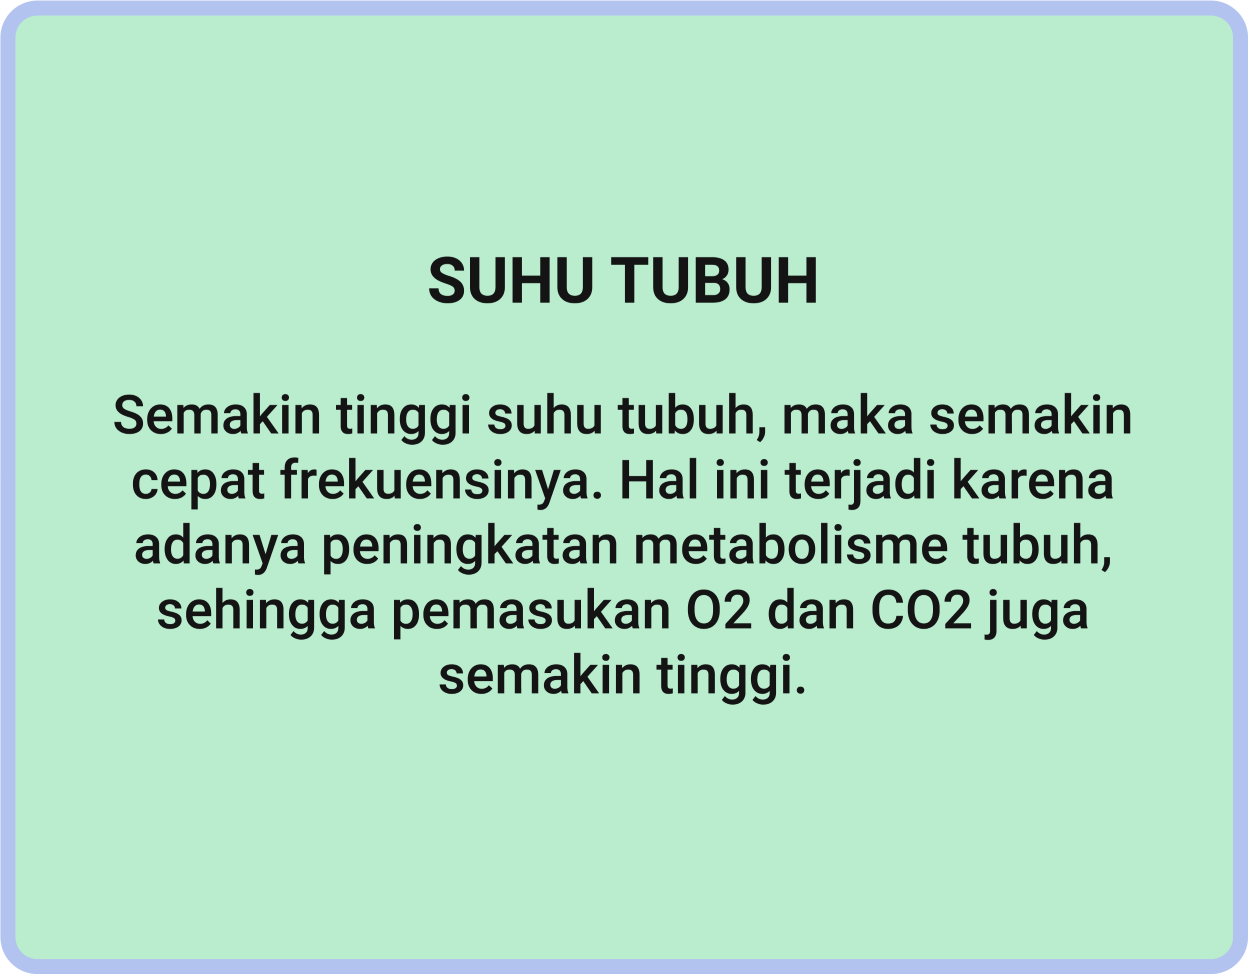 SUHU TUBUH
Semakin tinggi suhu tubuh, maka semakin
cepat frekuensinya. Hal ini terjadi karena
adanya peningkatan metabolisme tubuh,
sehingga pemasukan O2 dan CO2 juga
semakin tinggi.